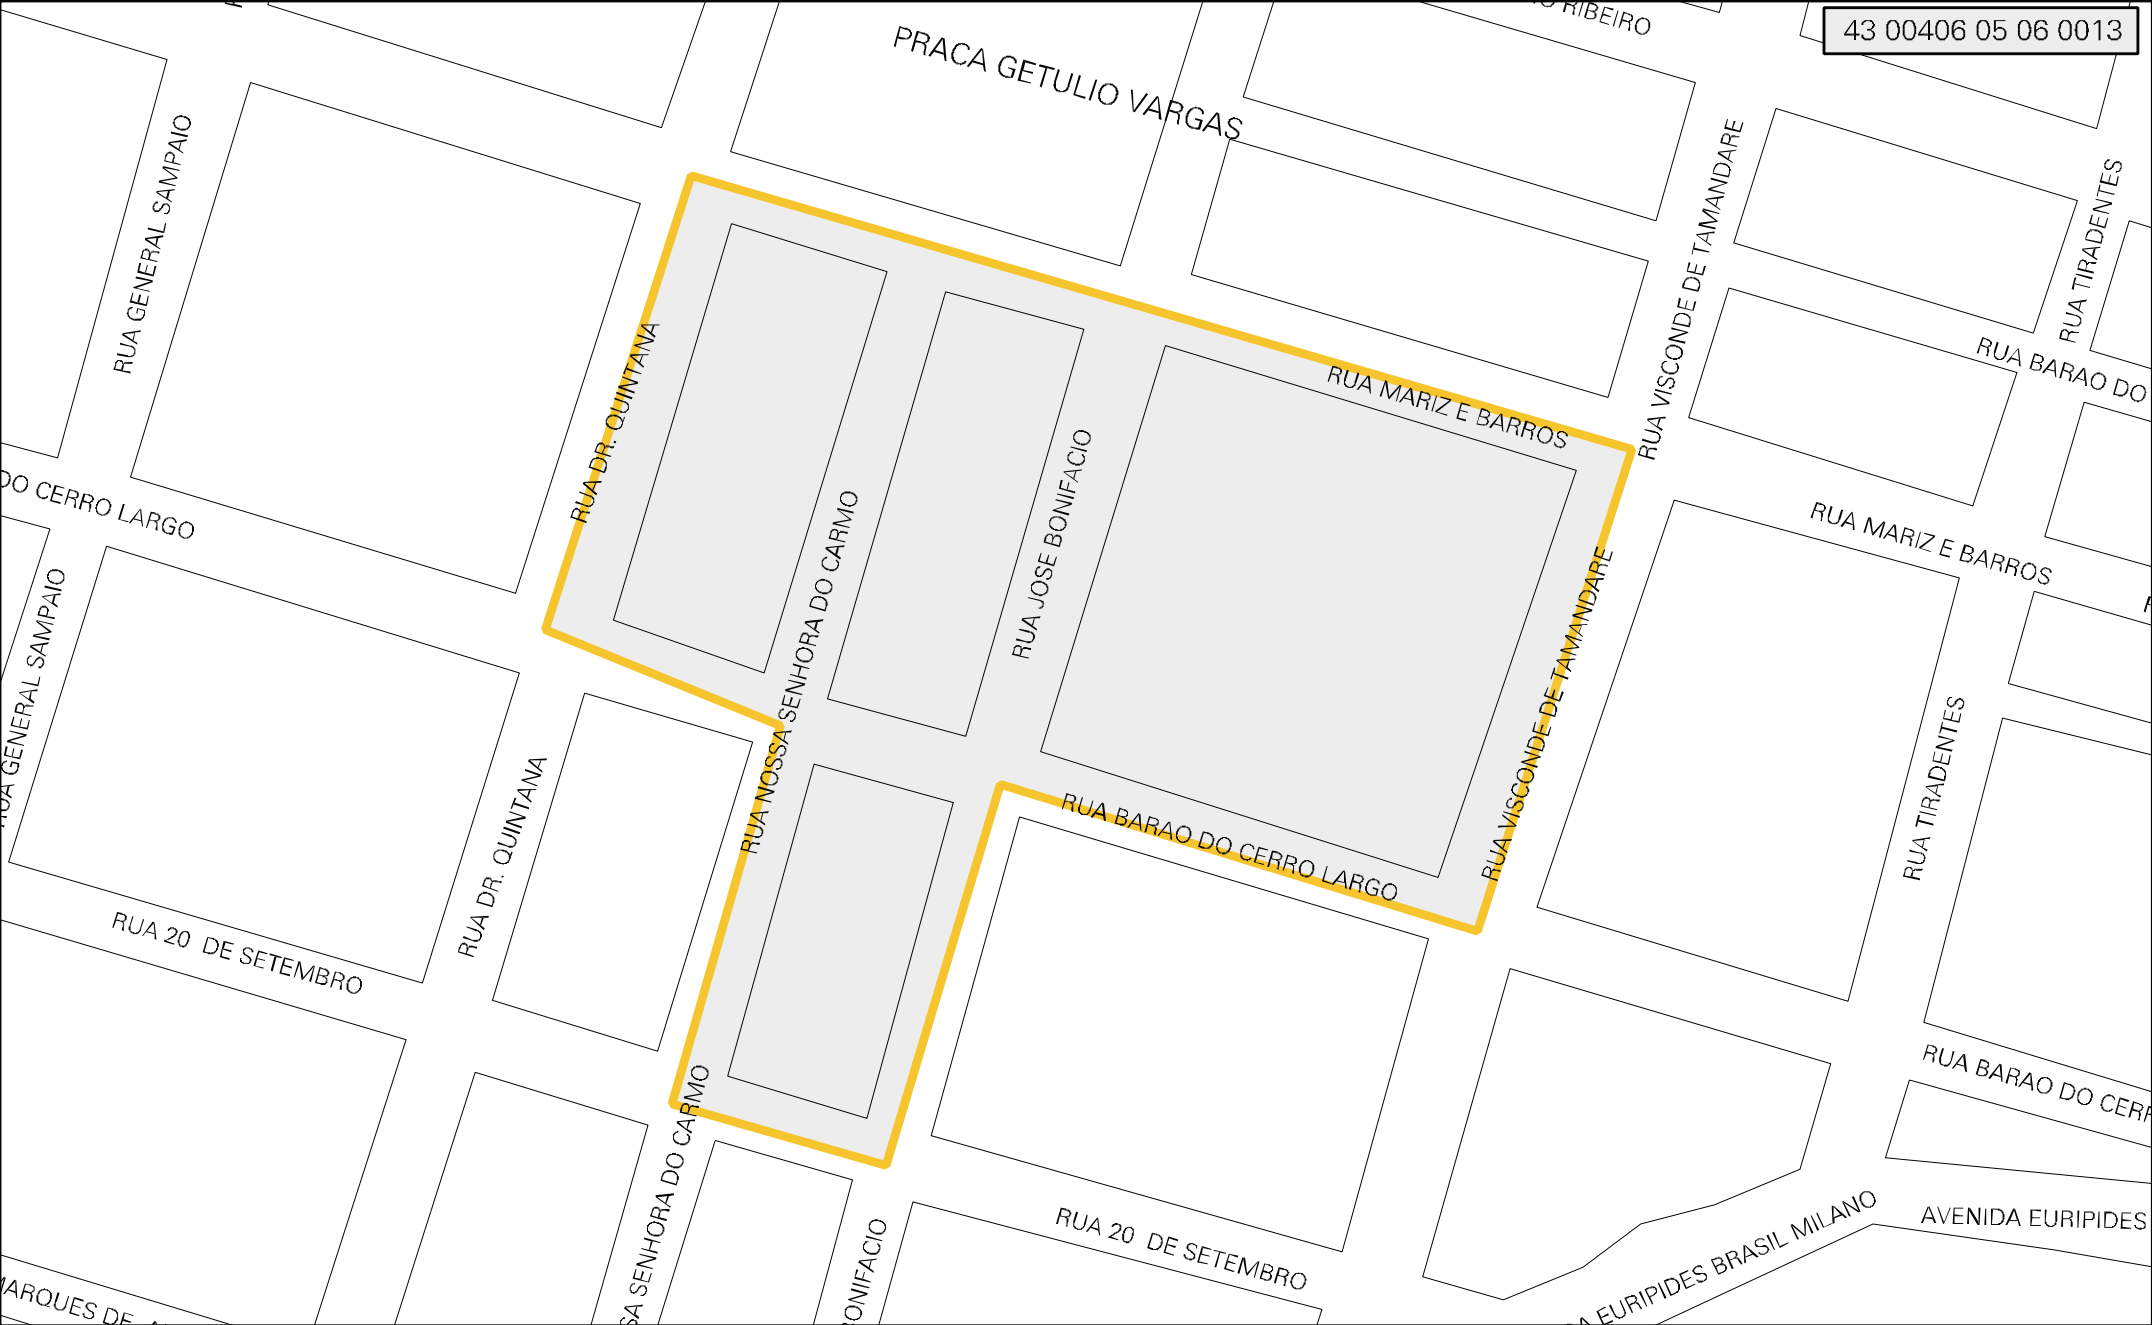 RIBEIRO
43 00406 05 06 0013
PRACA GETULIO VARGAS
RUA GENERAL SAMPAIO
RUA VISCONDE DE TAMANDARE
RUA TIRADENTES
RUA DR. QUINTANA
RUA MARIZ E BARROS
RUA BARAO DO
DO CERRO LARGO
RUA NOSSA SENHORA DO CARMO
RUA JOSE BONIFACIO
RUA MARIZ E BARROS
RUA VISCONDE DE TAMANDARE
RUA GENERAL SAMPAIO
RUA DR. QUINTANA
RUA BARAO DO CERRO LARGO
RUA TIRADENTES
RUA 20 DE SETEMBRO
RUA BARAO DO CERR
SENHORA DO CARMO
BONIFACIO
RUA 20 DE SETEMBRO
EURIPIDES BRASIL MILANO
AVENIDA EURIPIDES
MARQUES DE